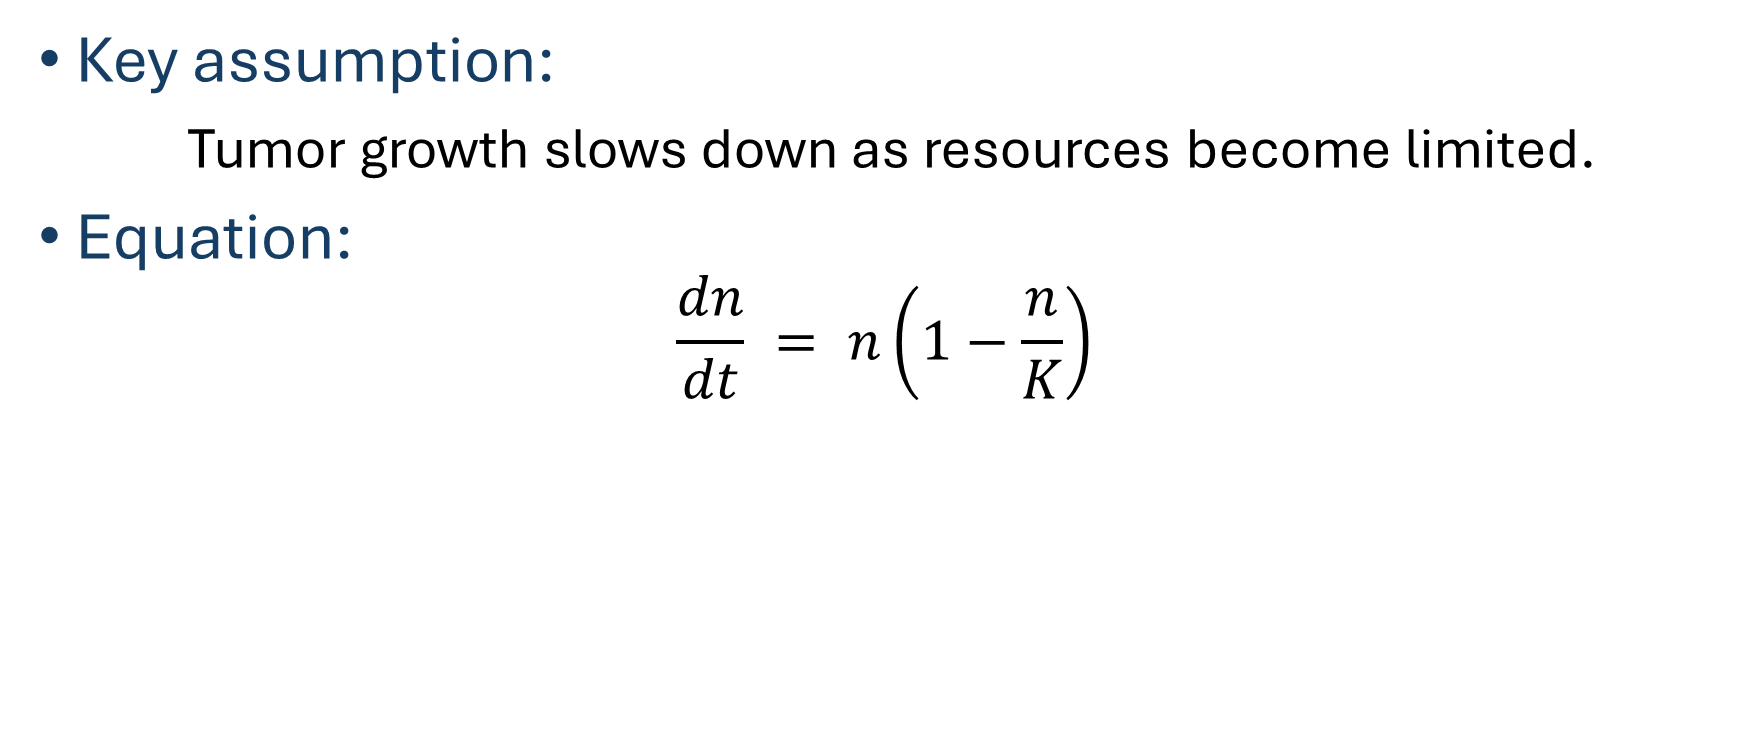 • Key assumption:
Tumor growth slows down as resources become limited.
• Equation:
dn/dt = n(1 − n/K)